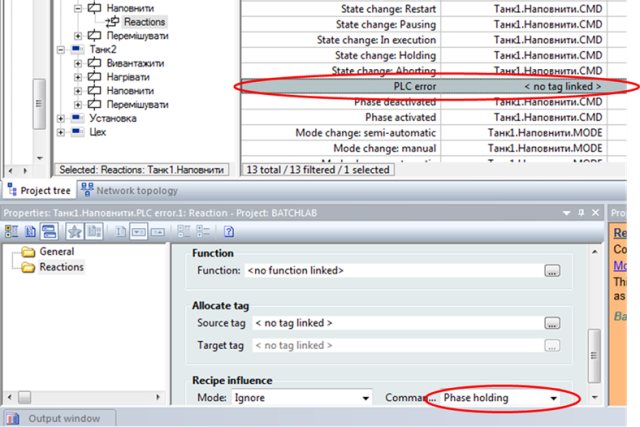 Наповнити
Reactions
Перемішувати
Танк2
Вивантажити
Нагрівати
Наповнити
Перемішувати
Установка
Цех
State change: Restart Танк1.Наповнити.CMD
State change: Pausing Танк1.Наповнити.CMD
State change: In execution Танк1.Наповнити.CMD
State change: Holding Танк1.Наповнити.CMD
State change: Aborting Танк1.Наповнити.CMD
PLC error < no tag linked >
Phase deactivated Танк1.Наповнити.CMD
Phase activated Танк1.Наповнити.CMD
Mode change: semi-automatic Танк1.Наповнити.MODE
Mode change: manual Танк1.Наповнити.MODE
Selected: Reactions: Танк1.Наповнити 13 total / 13 filtered / 1 selected
Project tree Network topology
Properties: Танк1.Наповнити.PLC error.1: Reaction - Project: BATCHLAB
General
Reactions
Function
Function: <no function linked> ...
Allocate tag
Source tag < no tag linked > ...
Target tag < no tag linked > ...
Recipe influence
Mode: Ignore Comman... Phase holding
Output window
Pro
Re
Co
Mo
Thi
as
Ba